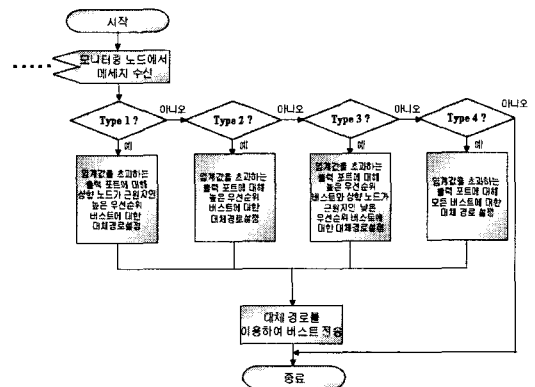 시작
모니터링 노드에서
메세지 수신
Type 1 ?
아니오
Type 2 ?
아니오
Type 3 ?
아니오
Type 4 ?
아니오
예
예
예
예
임계값을 초과하는
출력 포트에 대해
상향 노드가 근원지인
높은 우선순위
버스트에 대한
대체경로설정
임계값을 초과하는
출력 포트에 대해
높은 우선순위
버스트에 대한
대체경로설정
임계값을 초과하는
출력 포트에 대해
높은 우선순위
버스트와 상향 노드가
근원지인 낮은
우선순위 버스트에
대한 대체경로설정
임계값을 초과하는
출력 포트에 대해
모든 버스트에 대한
대체 경로 설정
대체 경로를
이용하여 버스트 전송
종료